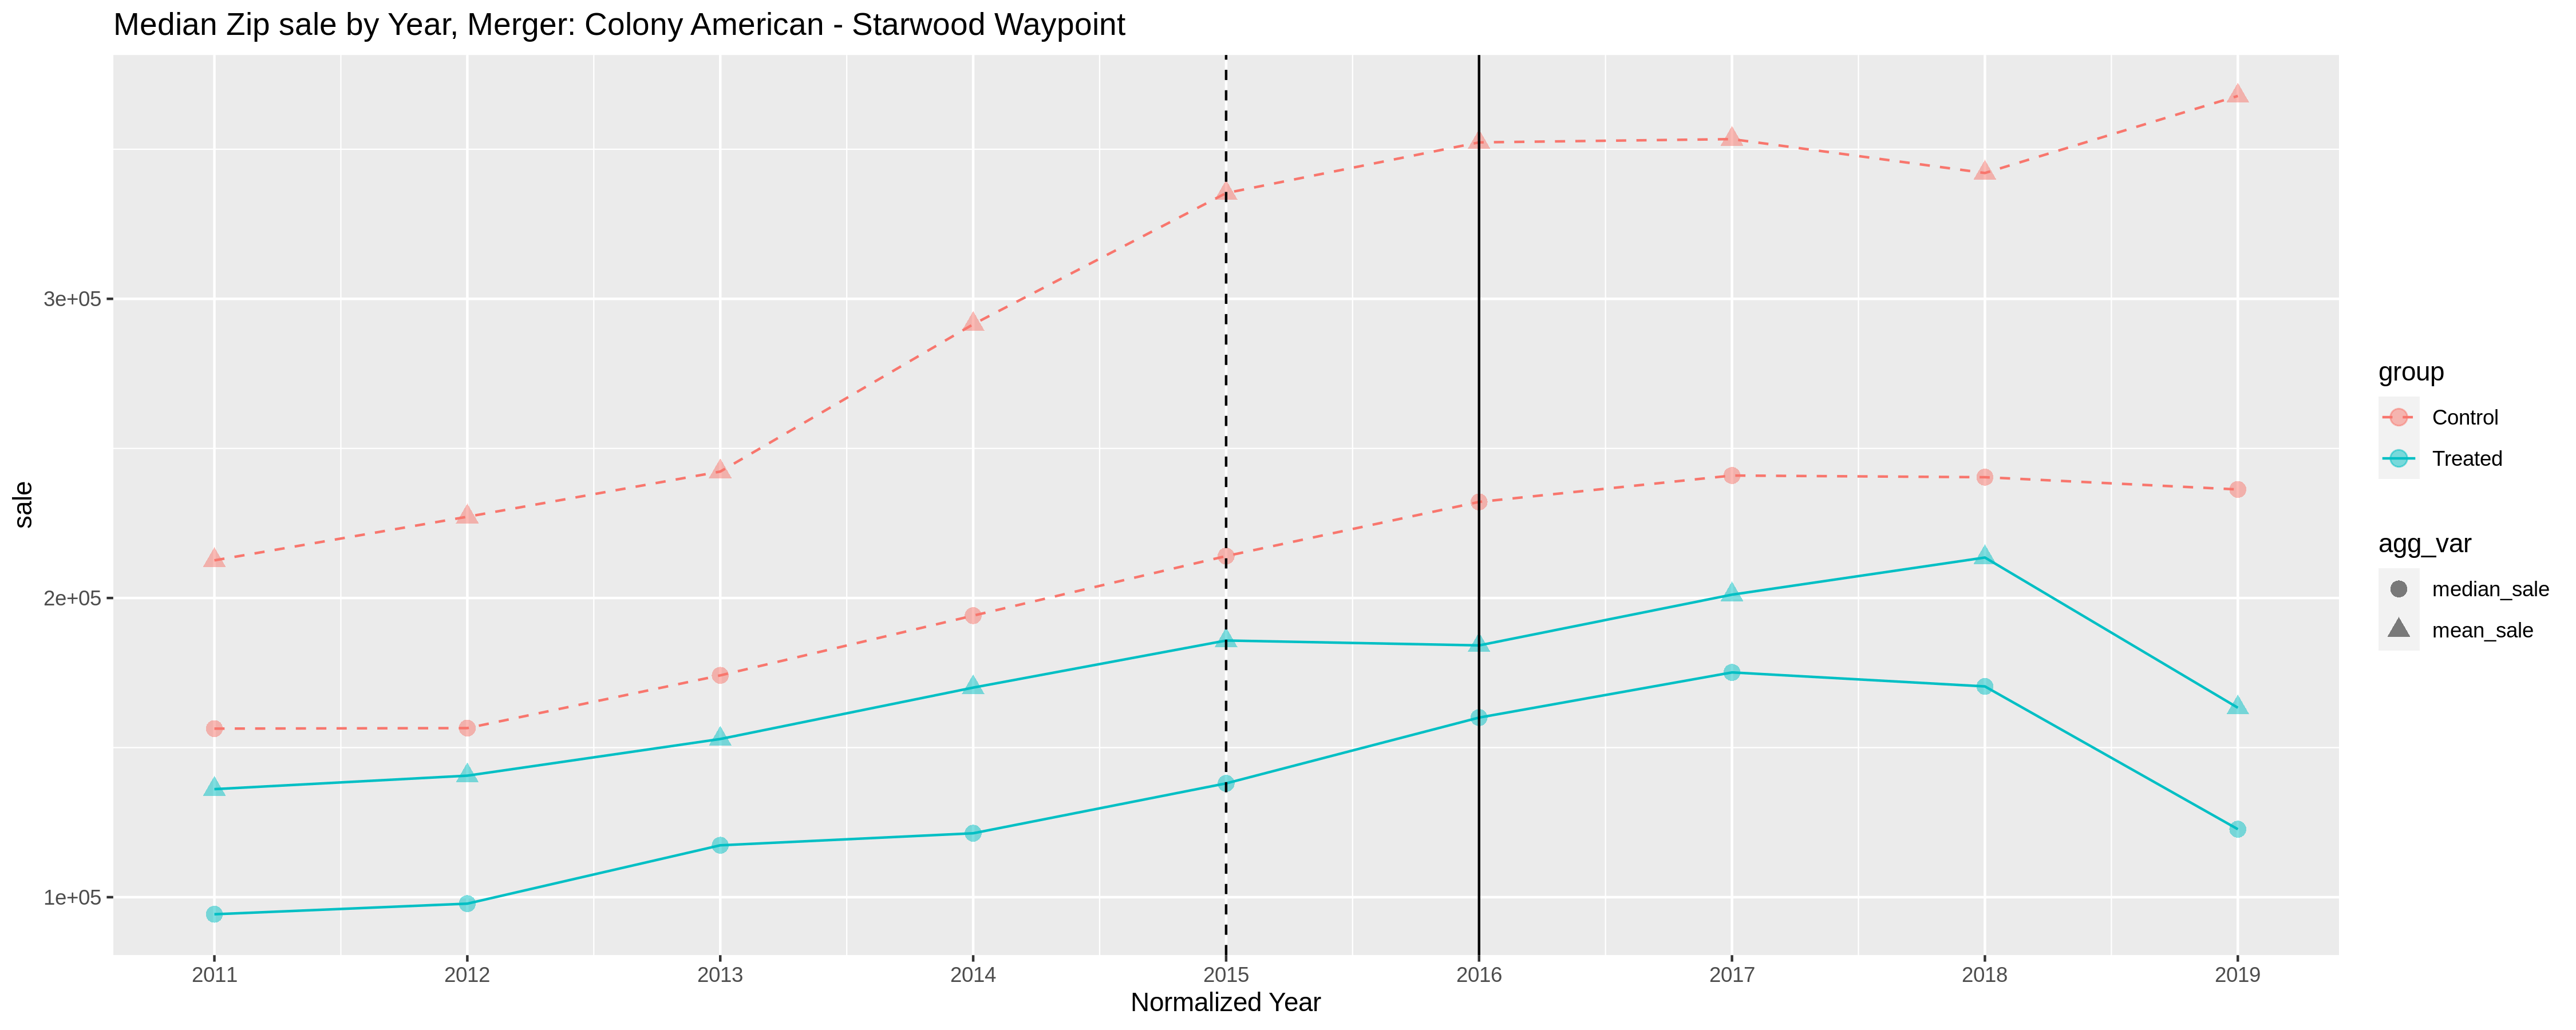 Median Zip sale by Year, Merger: Colony American - Starwood Waypoint
sale
3e+05
2e+05
1e+05
2011 2012 2013 2014 2015 2016 2017 2018 2019
Normalized Year
group
Control
Treated
agg_var
median_sale
mean_sale